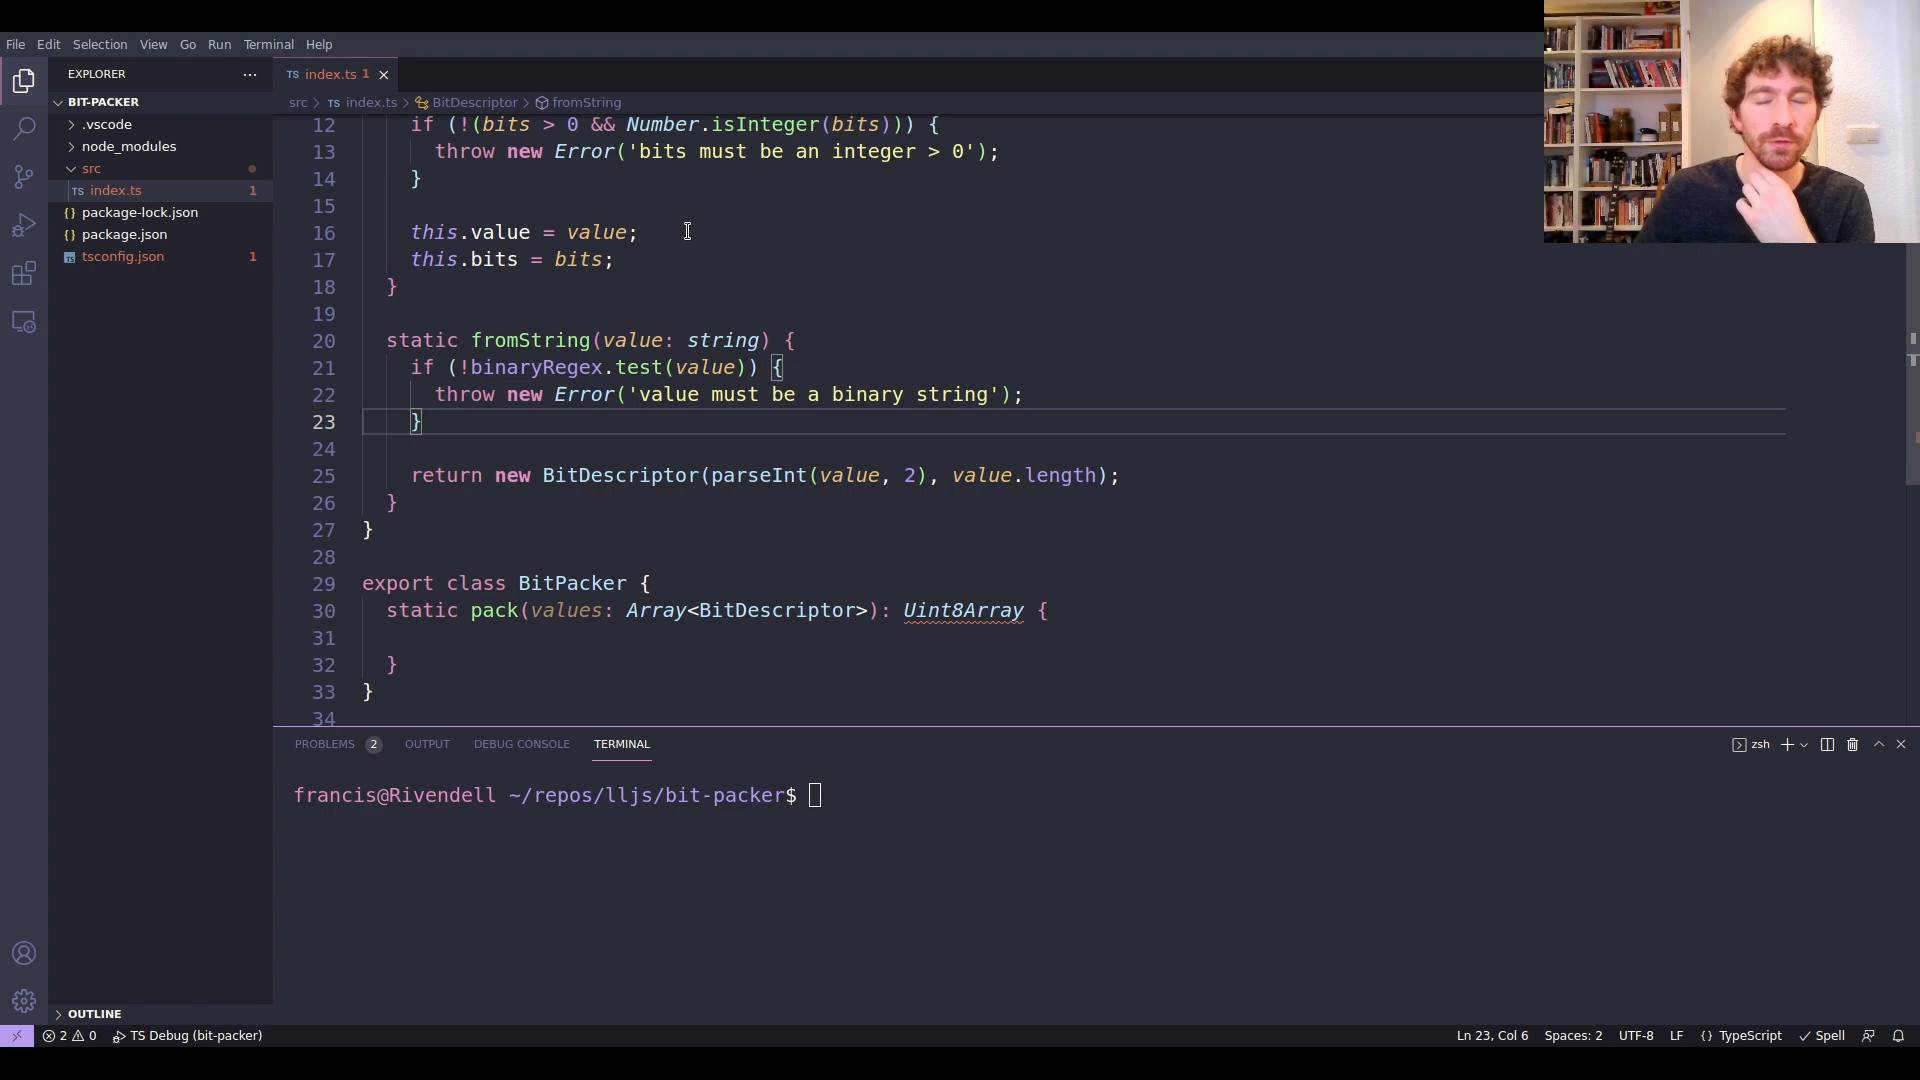 File Edit Selection View Go Run Terminal Help
EXPLORER ...
TS index.ts 1
BIT-PACKER
src > TS index.ts > BitDescriptor > fromString
.vscode
node_modules
src
TS index.ts 1
{} package-lock.json
{} package.json
TS tsconfig.json 1
12 if (!(bits > 0 && Number.isInteger(bits))) {
13 throw new Error('bits must be an integer > 0');
14 }
15
16 this.value = value;
17 this.bits = bits;
18 }
19
20 static fromString(value: string) {
21 if (!binaryRegex.test(value)) {
22 throw new Error('value must be a binary string');
23 }
24
25 return new BitDescriptor(parseInt(value, 2), value.length);
26 }
27 }
28
29 export class BitPacker {
30 static pack(values: Array<BitDescriptor>): Uint8Array {
31
32 }
33 }
34
PROBLEMS 2 OUTPUT DEBUG CONSOLE TERMINAL
zsh
francis@Rivendell ~/repos/lljs/bit-packer$
OUTLINE
2 0 TS Debug (bit-packer)
Ln 23, Col 6 Spaces: 2 UTF-8 LF {} TypeScript Spell